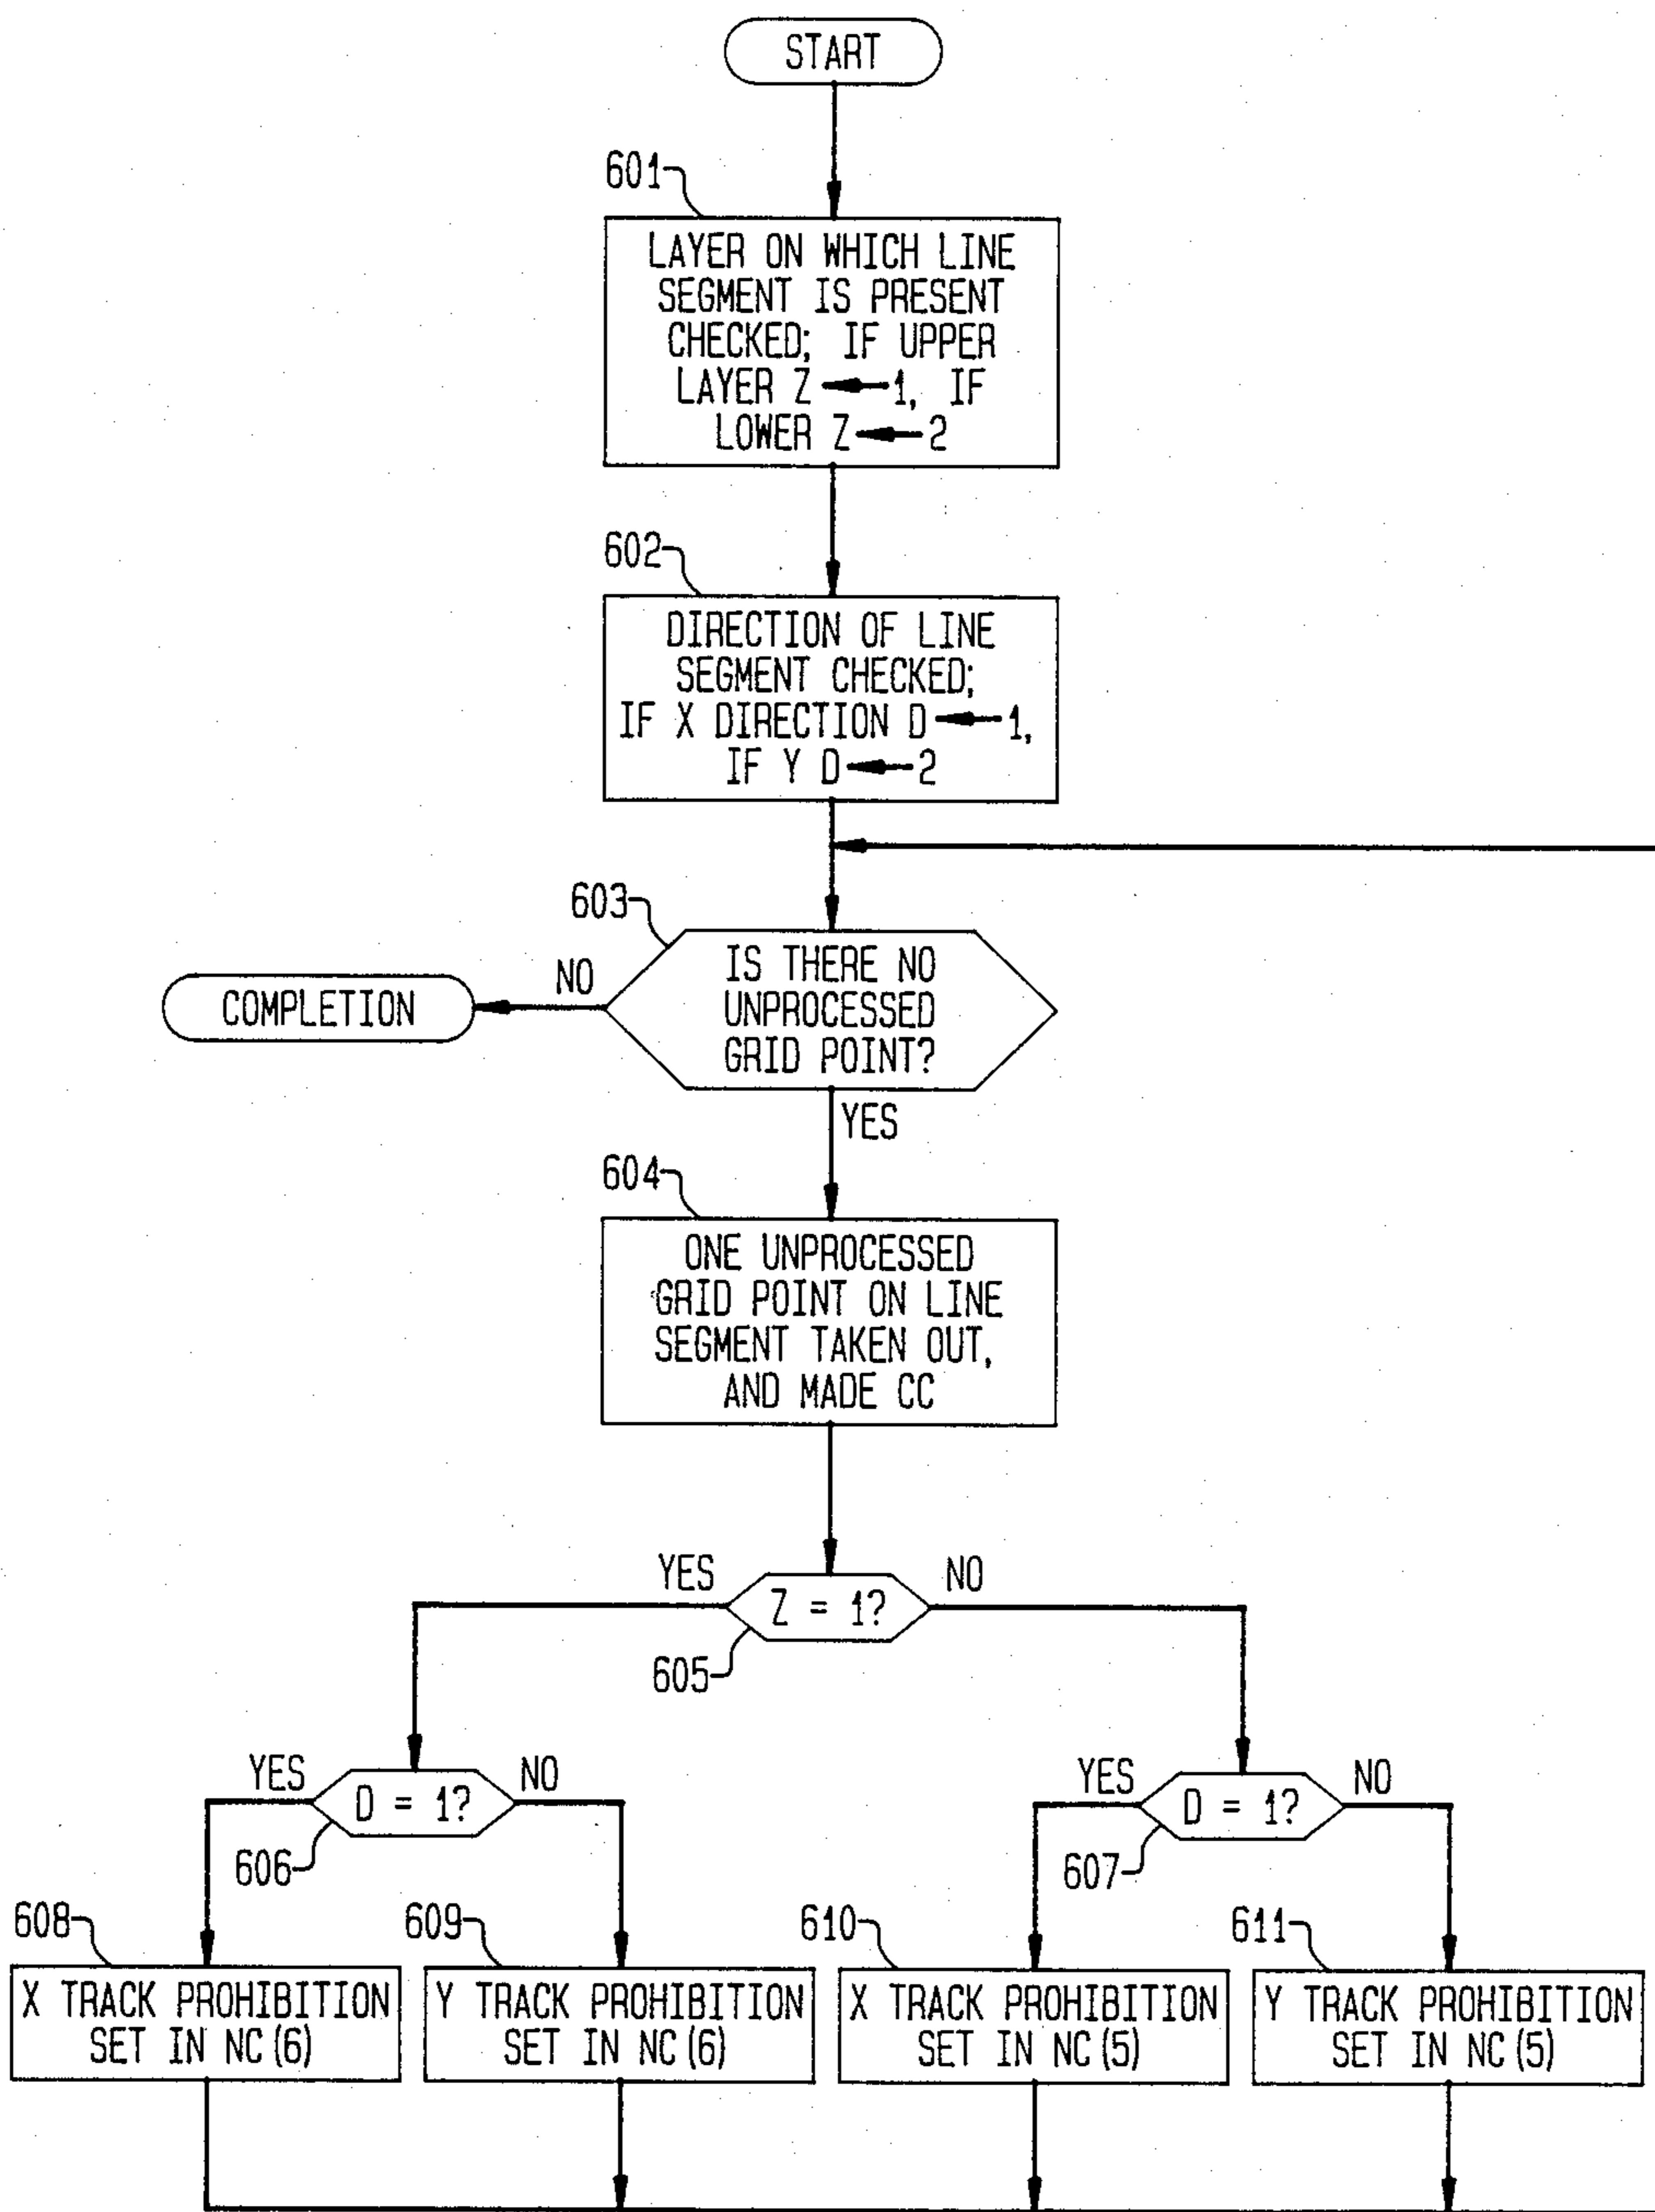 START
601
LAYER ON WHICH LINE
SEGMENT IS PRESENT
CHECKED; IF UPPER
LAYER Z ← 1, IF
LOWER Z ← 2
602
DIRECTION OF LINE
SEGMENT CHECKED;
IF X DIRECTION D ← 1,
IF Y D ← 2
603
IS THERE NO
UNPROCESSED
GRID POINT?
NO
COMPLETION
YES
604
ONE UNPROCESSED
GRID POINT ON LINE
SEGMENT TAKEN OUT,
AND MADE CC
YES
Z = 1?
NO
605
YES
D = 1?
NO
606
YES
D = 1?
NO
607
608
X TRACK PROHIBITION
SET IN NC (6)
609
Y TRACK PROHIBITION
SET IN NC (6)
610
X TRACK PROHIBITION
SET IN NC (5)
611
Y TRACK PROHIBITION
SET IN NC (5)